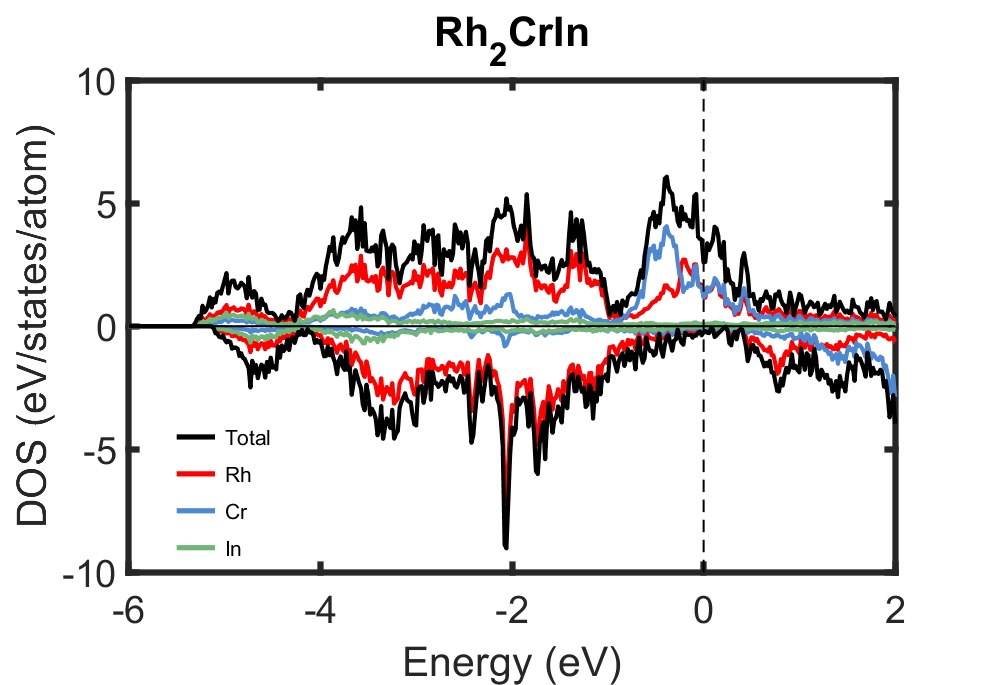 Rh₂CrIn
10
5
0
-5
-10
DOS (eV/states/atom)
Total
Rh
Cr
In
-6 -4 -2 0 2
Energy (eV)